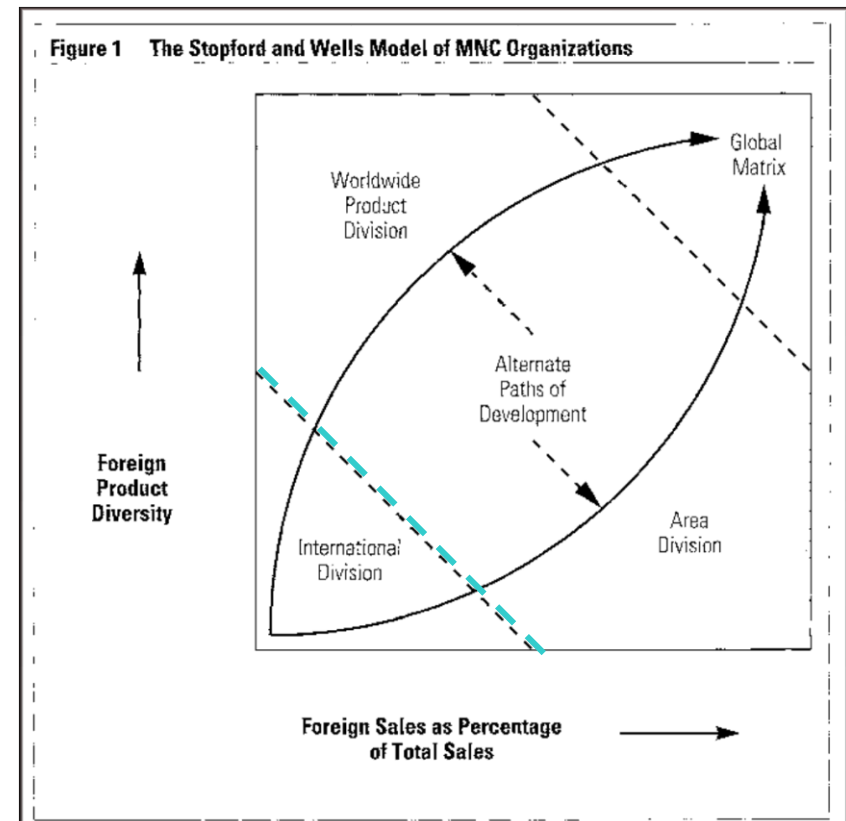 Figure 1 The Stopford and Wells Model of MNC Organizations
Global
Matrix
Worldwide
Product
Division
Alternate
Paths of
Development
Foreign
Product
Diversity
International
Division
Area
Division
Foreign Sales as Percentage
of Total Sales